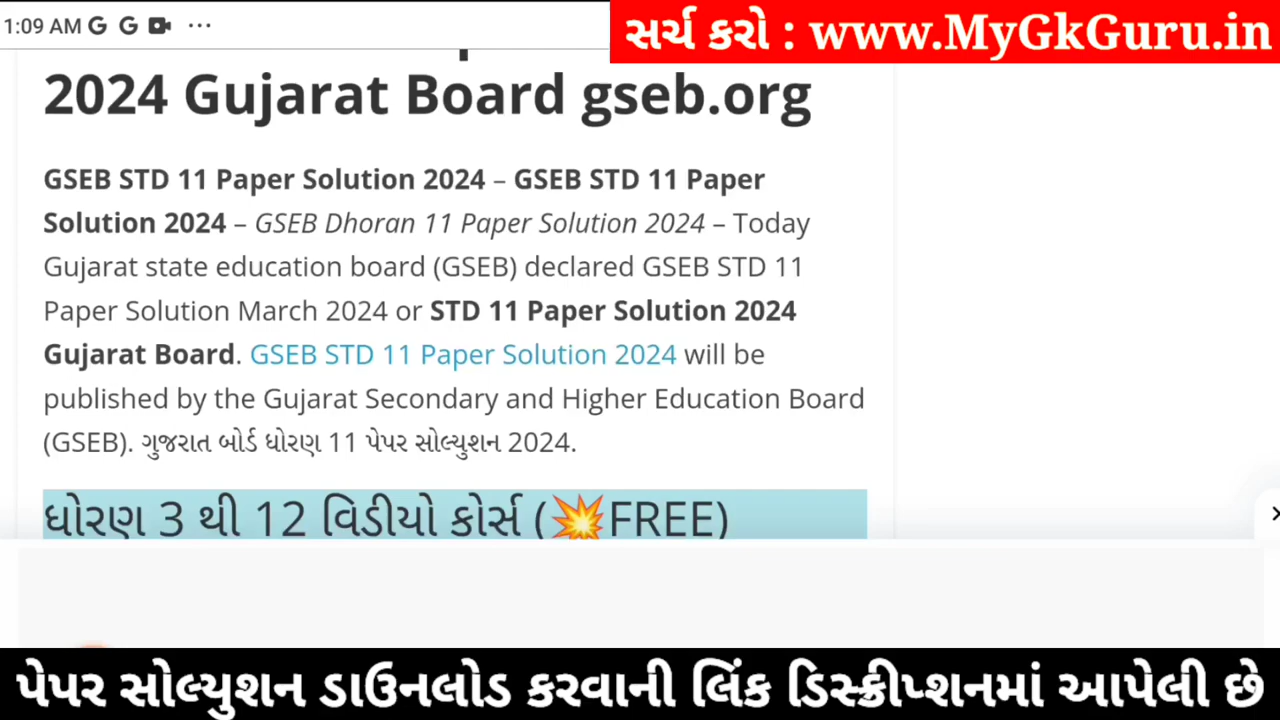 1:09 AM G G ···
સર્ચ કરો : www.MyGkGuru.in
2024 Gujarat Board gseb.org
GSEB STD 11 Paper Solution 2024 – GSEB STD 11 Paper
Solution 2024 – GSEB Dhoran 11 Paper Solution 2024 – Today
Gujarat state education board (GSEB) declared GSEB STD 11
Paper Solution March 2024 or STD 11 Paper Solution 2024
Gujarat Board. GSEB STD 11 Paper Solution 2024 will be
published by the Gujarat Secondary and Higher Education Board
(GSEB). ગુજરાત બોર્ડ ધોરણ 11 પેપર સોલ્યુશન 2024.
ધોરણ 3 થી 12 વિડીયો કોર્સ (💥FREE)
પેપર સોલ્યુશન ડાઉનલોડ કરવાની લિંક ડિસ્ક્રીપ્શનમાં આપેલી છે